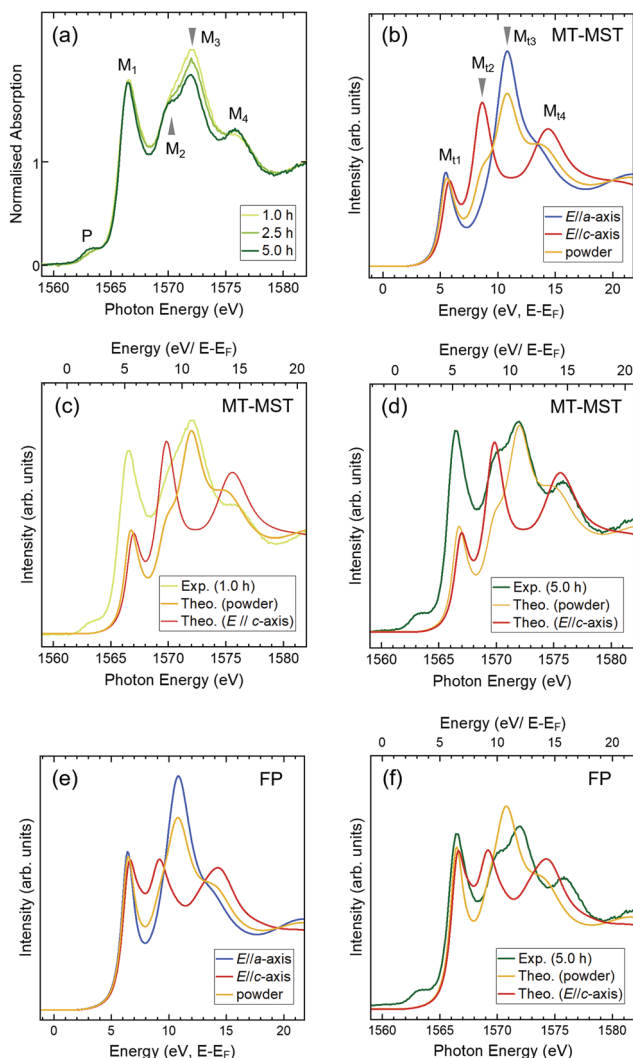 (a)
M3
M1
M4
M2
P
Normalised Absorption
1
0
1.0 h
2.5 h
5.0 h
1560 1565 1570 1575 1580
Photon Energy (eV)
(b)
MT-MST
Mt3
Mt2
Mt4
Mt1
Intensity (arb. units)
E//a-axis
E//c-axis
powder
0 5 10 15 20
Energy (eV, E-EF)
Energy (eV/ E-EF)
0 5 10 15 20
(c)
MT-MST
Intensity (arb. units)
Exp. (1.0 h)
Theo. (powder)
Theo. (E // c-axis)
1560 1565 1570 1575 1580
Photon Energy (eV)
Energy (eV/ E-EF)
0 5 10 15 20
(d)
MT-MST
Intensity (arb. units)
Exp. (5.0 h)
Theo. (powder)
Theo. (E//c-axis)
1560 1565 1570 1575 1580
Photon Energy (eV)
(e)
FP
Intensity (arb. units)
E//a-axis
E//c-axis
powder
0 5 10 15 20
Energy (eV, E-EF)
Energy (eV/ E-EF)
0 5 10 15 20
(f)
FP
Intensity (arb. units)
Exp. (5.0 h)
Theo. (powder)
Theo. (E//c-axis)
1560 1565 1570 1575 1580
Photon Energy (eV)